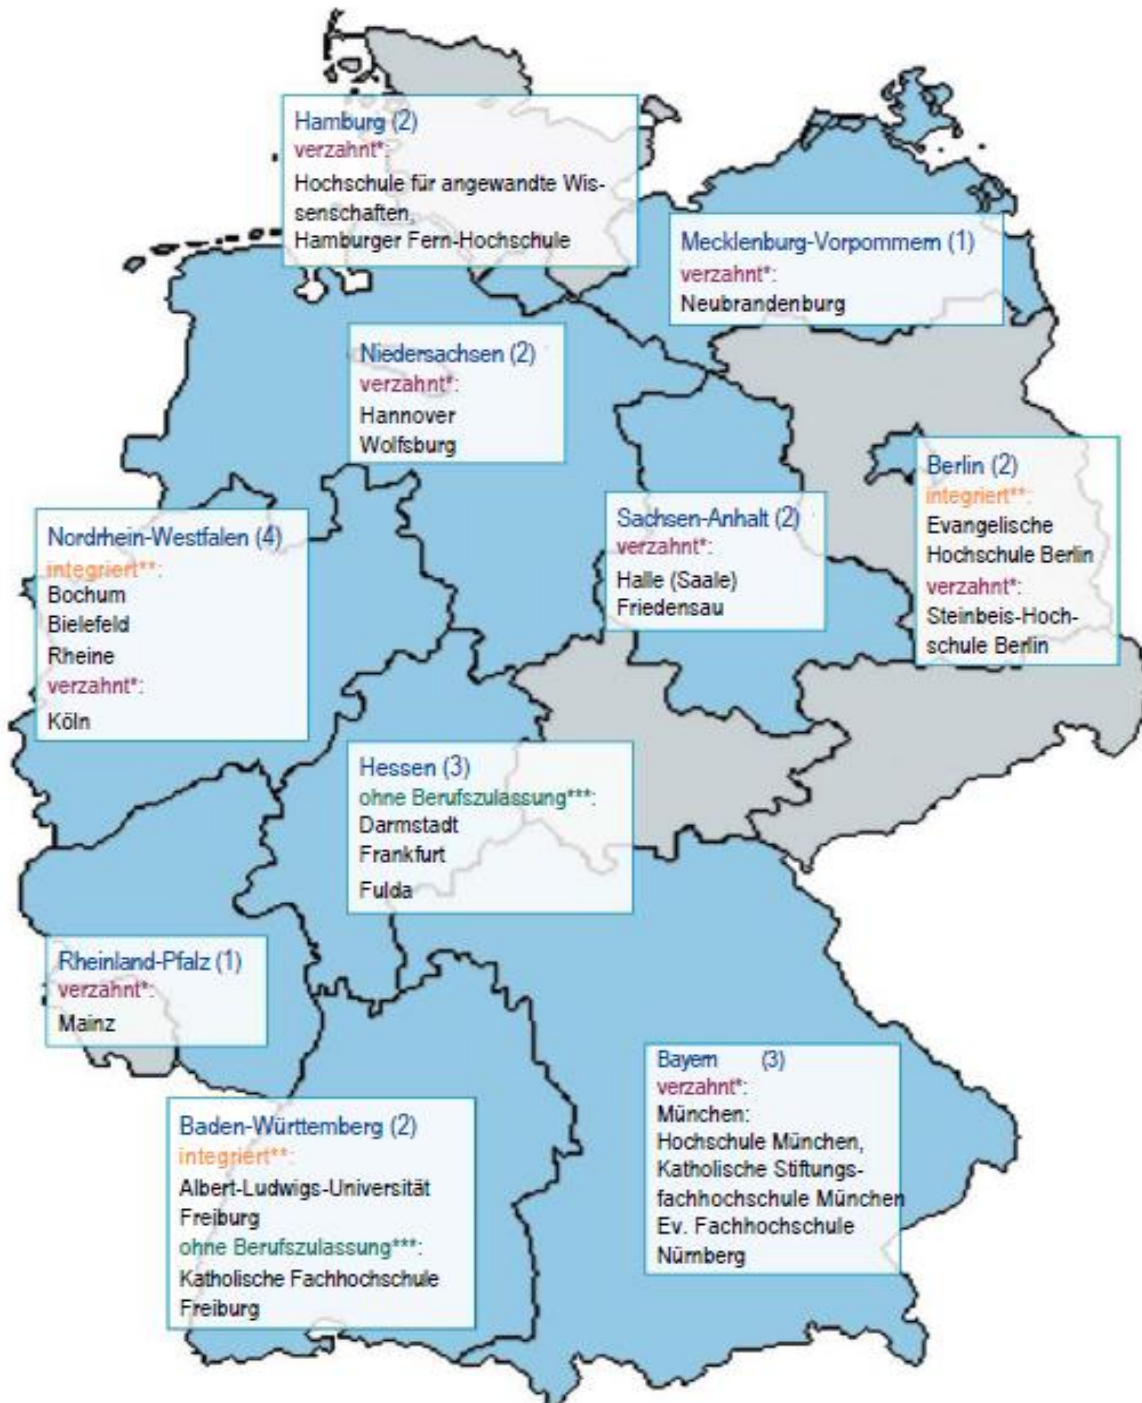 Hamburg (2)
verzahnt*:
Hochschule für angewandte Wis-
senschaften,
Hamburger Fern-Hochschule
Mecklenburg-Vorpommern (1)
verzahnt*:
Neubrandenburg
Niedersachsen (2)
verzahnt*:
Hannover
Wolfsburg
Berlin (2)
integriert**:
Evangelische
Hochschule Berlin
verzahnt*:
Steinbeis-Hoch-
schule Berlin
Sachsen-Anhalt (2)
verzahnt*:
Halle (Saale)
Friedensau
Nordrhein-Westfalen (4)
integriert**:
Bochum
Bielefeld
Rheine
verzahnt*:
Köln
Hessen (3)
ohne Berufszulassung***:
Darmstadt
Frankfurt
Fulda
Rheinland-Pfalz (1)
verzahnt*:
Mainz
Bayern (3)
verzahnt*:
München:
Hochschule München,
Katholische Stiftungs-
fachhochschule München
Ev. Fachhochschule
Nürnberg
Baden-Württemberg (2)
integriert**:
Albert-Ludwigs-Universität
Freiburg
ohne Berufszulassung***:
Katholische Fachhochschule
Freiburg